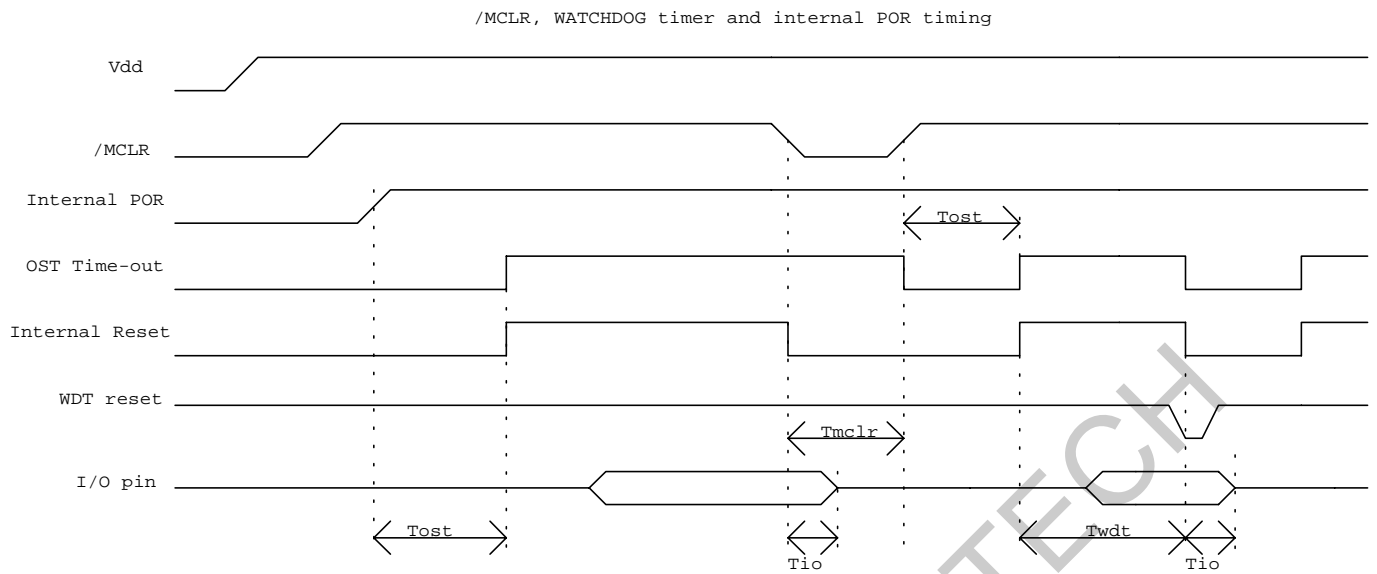 /MCLR, WATCHDOG timer and internal POR timing
Vdd
/MCLR
Internal POR
Tost
OST Time-out
Internal Reset
WDT reset
Tmclr
I/O pin
Tost
Twdt
Tio
Tio
TECH